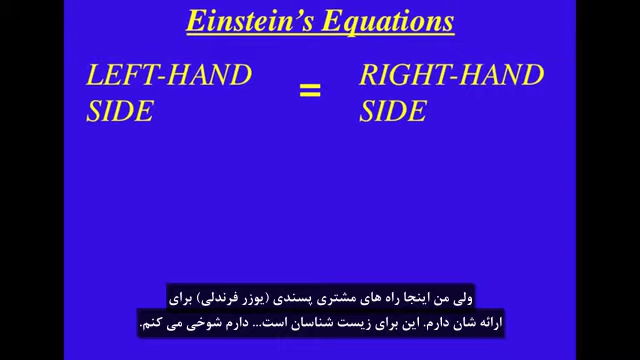 Einstein's Equations
LEFT-HAND SIDE = RIGHT-HAND SIDE
ولی من اینجا راه های مشتری پسندی (یوزر فرندلی) برای
ارائه شان دارم. این برای زیست شناسان است... دارم شوخی می کنم.